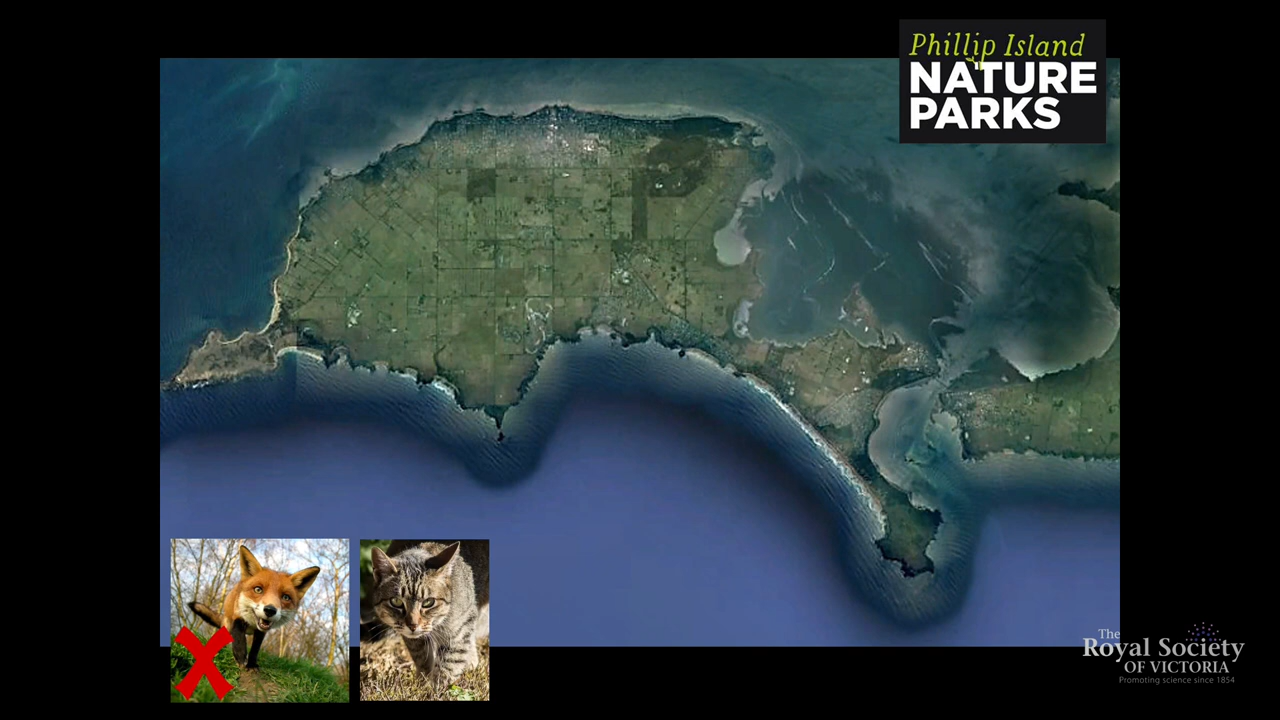 Phillip Island
NATURE
PARKS
The
Royal Society
OF VICTORIA
Promoting science since 1854